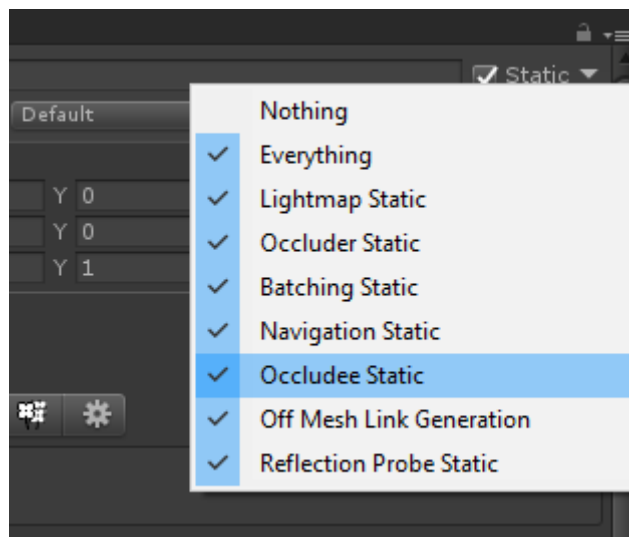 Static
Default
Nothing
Everything
Lightmap Static
Y 0
Occluder Static
Y 0
Batching Static
Y 1
Navigation Static
Occludee Static
Off Mesh Link Generation
Reflection Probe Static